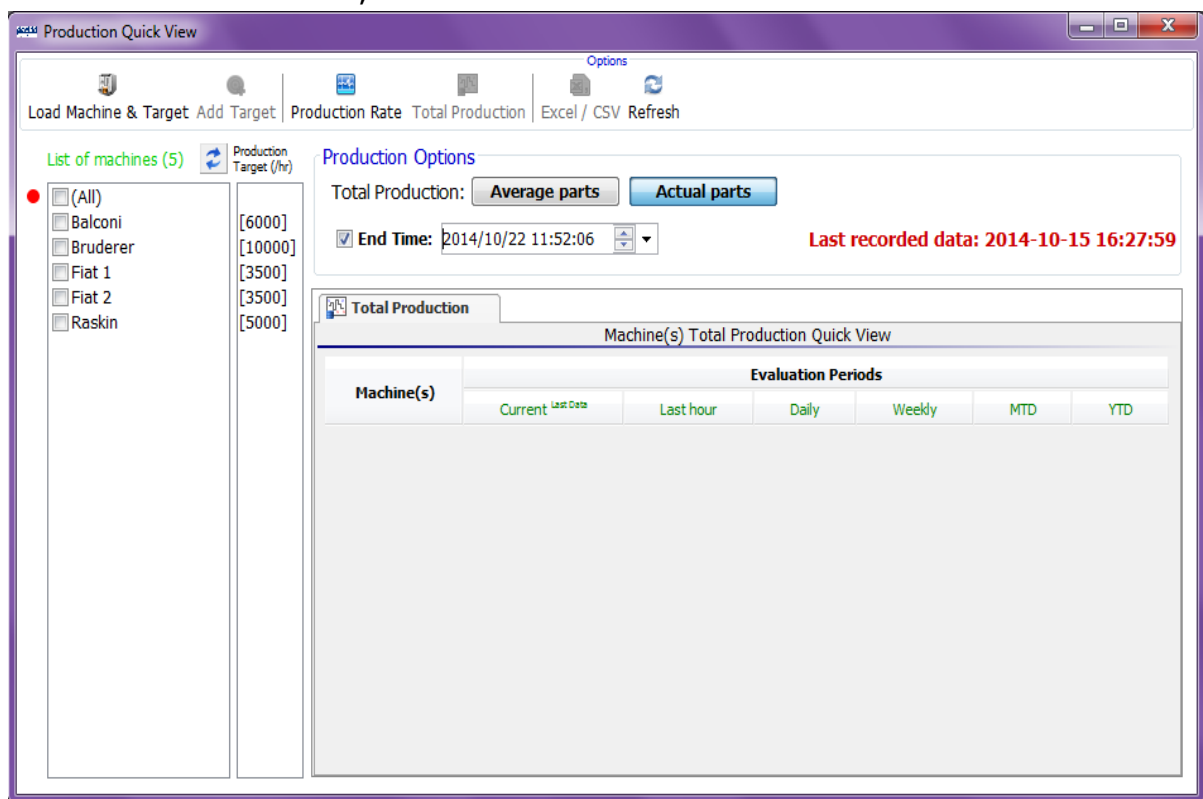 Production Quick View
Options
Load Machine & Target Add Target Production Rate Total Production Excel / CSV Refresh
List of machines (5)
Production
Target (/hr)
(All)
Balconi [6000]
Bruderer [10000]
Fiat 1 [3500]
Fiat 2 [3500]
Raskin [5000]
Production Options
Total Production: Average parts Actual parts
End Time: 2014/10/22 11:52:06 Last recorded data: 2014-10-15 16:27:59
Total Production
Machine(s) Total Production Quick View
Machine(s)
Evaluation Periods
Current Last Data Last hour Daily Weekly MTD YTD